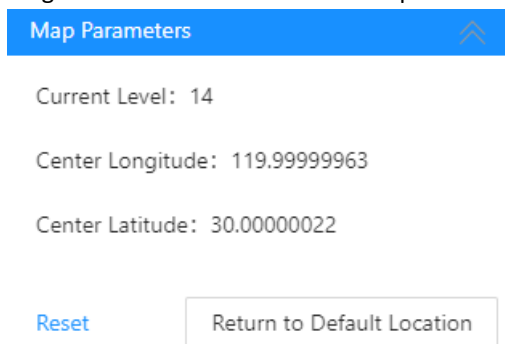 Map Parameters
Current Level： 14
Center Longitude： 119.99999963
Center Latitude： 30.00000022
Reset Return to Default Location